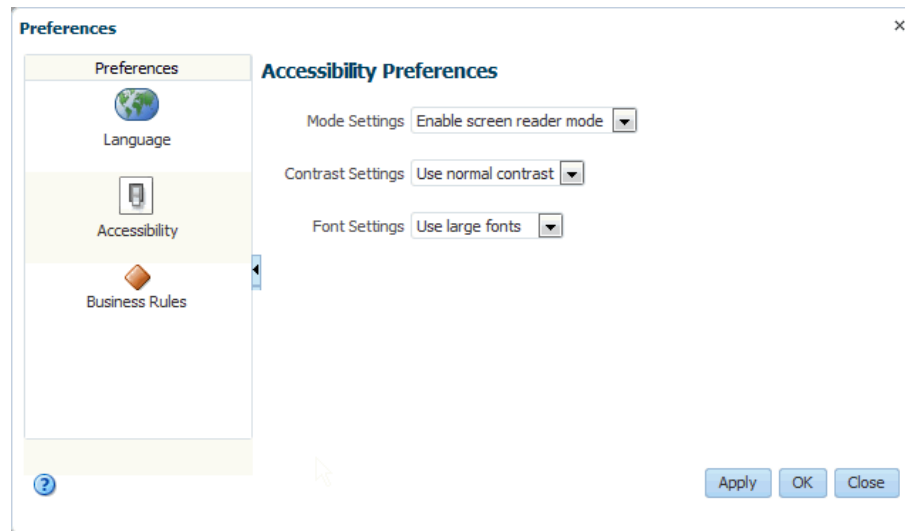 Preferences
Preferences
Language
Accessibility
Business Rules
Accessibility Preferences
Mode Settings Enable screen reader mode
Contrast Settings Use normal contrast
Font Settings Use large fonts
?
Apply OK Close